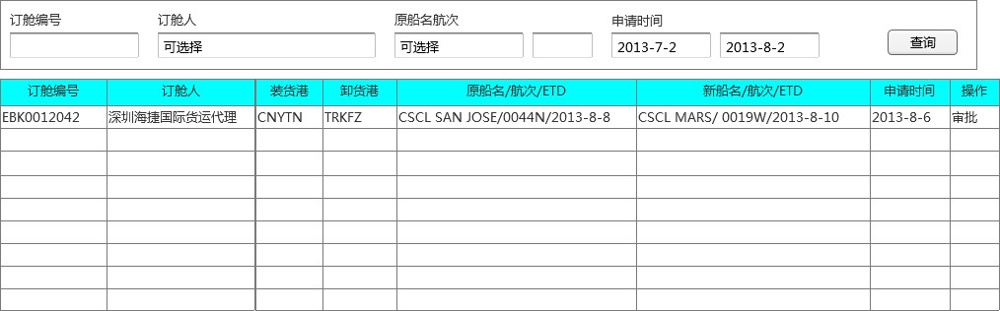 订舱编号 订舱人 原船名航次 申请时间
可选择 可选择 2013-7-2 2013-8-2 查询
订舱编号 订舱人 装货港 卸货港 原船名/航次/ETD 新船名/航次/ETD 申请时间 操作
EBK0012042 深圳海捷国际货运代理 CNYTN TRKFZ CSCL SAN JOSE/0044N/2013-8-8 CSCL MARS/ 0019W/2013-8-10 2013-8-6 审批